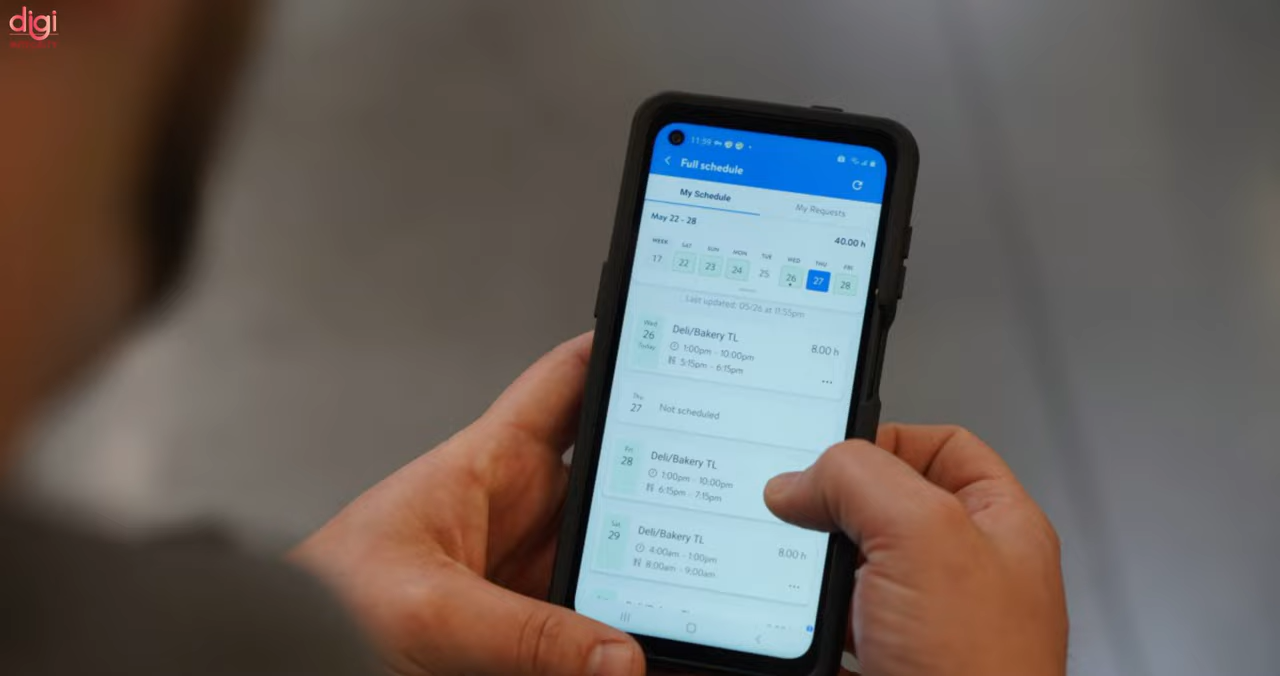 digi
11:59
Full schedule
My Schedule My Requests
May 22 - 28
40.00 h
WEEK SAT SUN MON TUE WED THU FRI
17 22 23 24 25 26 27 28
Last updated: 05/26 at 11:55pm
Wed
26
Today
Deli/Bakery TL
8.00 h
1:00pm - 10:00pm
5:15pm - 6:15pm
Thu
27
Not scheduled
Fri
28
Deli/Bakery TL
1:00pm - 10:00pm
6:15pm - 7:15pm
Sat
29
Deli/Bakery TL
8.00 h
4:00am - 1:00pm
8:00am - 9:00am